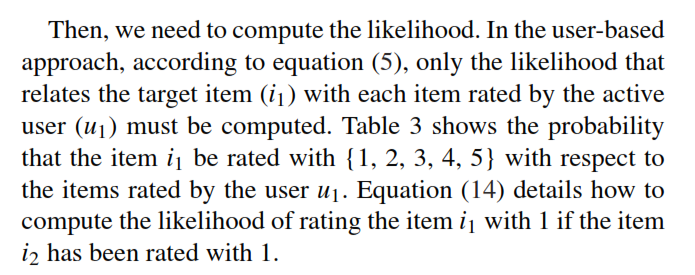 Then, we need to compute the likelihood. In the user-based
approach, according to equation (5), only the likelihood that
relates the target item (i₁) with each item rated by the active
user (u₁) must be computed. Table 3 shows the probability
that the item i₁ be rated with {1, 2, 3, 4, 5} with respect to
the items rated by the user u₁. Equation (14) details how to
compute the likelihood of rating the item i₁ with 1 if the item
i₂ has been rated with 1.